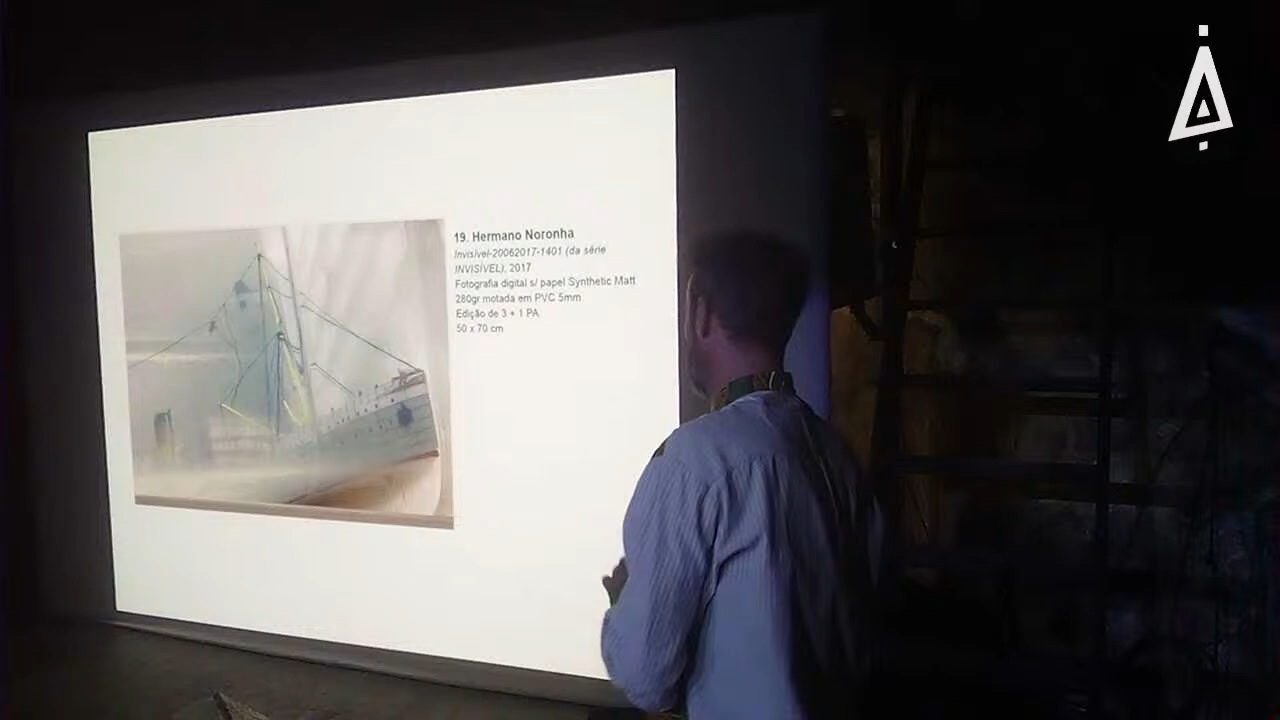 19. Hermano Noronha
Invisível-20062017-1401 (da série
INVISÍVEL), 2017
Fotografia digital s/ papel Synthetic Matt
280gr motada em PVC 5mm
Edição de 3 + 1 PA
50 x 70 cm